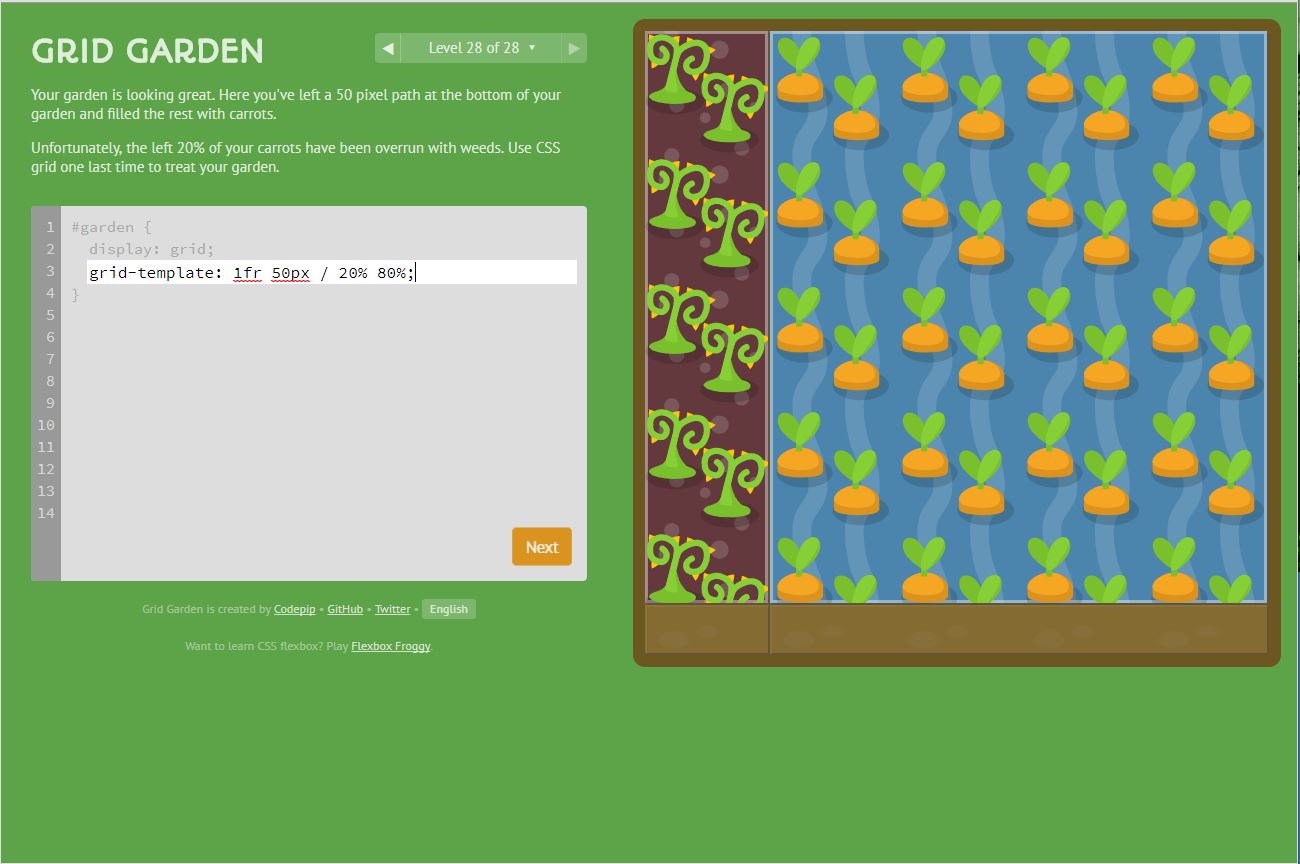 GRID GARDEN
◀ Level 28 of 28 ▼ ▶
Your garden is looking great. Here you've left a 50 pixel path at the bottom of your
garden and filled the rest with carrots.
Unfortunately, the left 20% of your carrots have been overrun with weeds. Use CSS
grid one last time to treat your garden.
1 #garden {
2 display: grid;
3 grid-template: 1fr 50px / 20% 80%;
4 }
5
6
7
8
9
10
11
12
13
14
Next
Grid Garden is created by Codepip • GitHub • Twitter • English
Want to learn CSS flexbox? Play Flexbox Froggy.